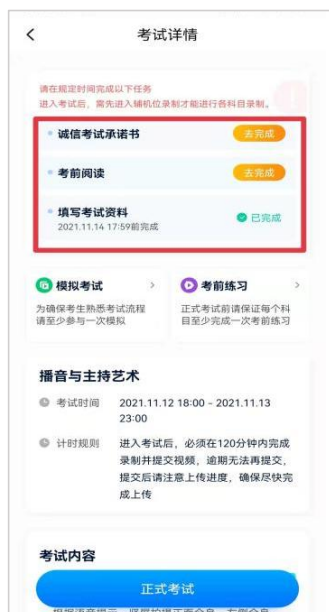 考试详情
请在规定时间完成以下任务
进入考试后，需先进入辅机位录制才能进行各科目录制。
诚信考试承诺书
去完成
考前阅读
去完成
填写考试资料
2021.11.14 17:59前完成
已完成
模拟考试
考前练习
为确保考生熟悉考试流程
请至少参与一次模拟
正式考试前请保证每个科
目至少完成一次考前练习
播音与主持艺术
考试时间
2021.11.12 18:00 - 2021.11.13
23:00
计时规则
进入考试后，必须在120分钟内完成
录制并提交视频，逾期无法再提交，
提交后请注意上传进度，确保尽快完
成上传
考试内容
正式考试